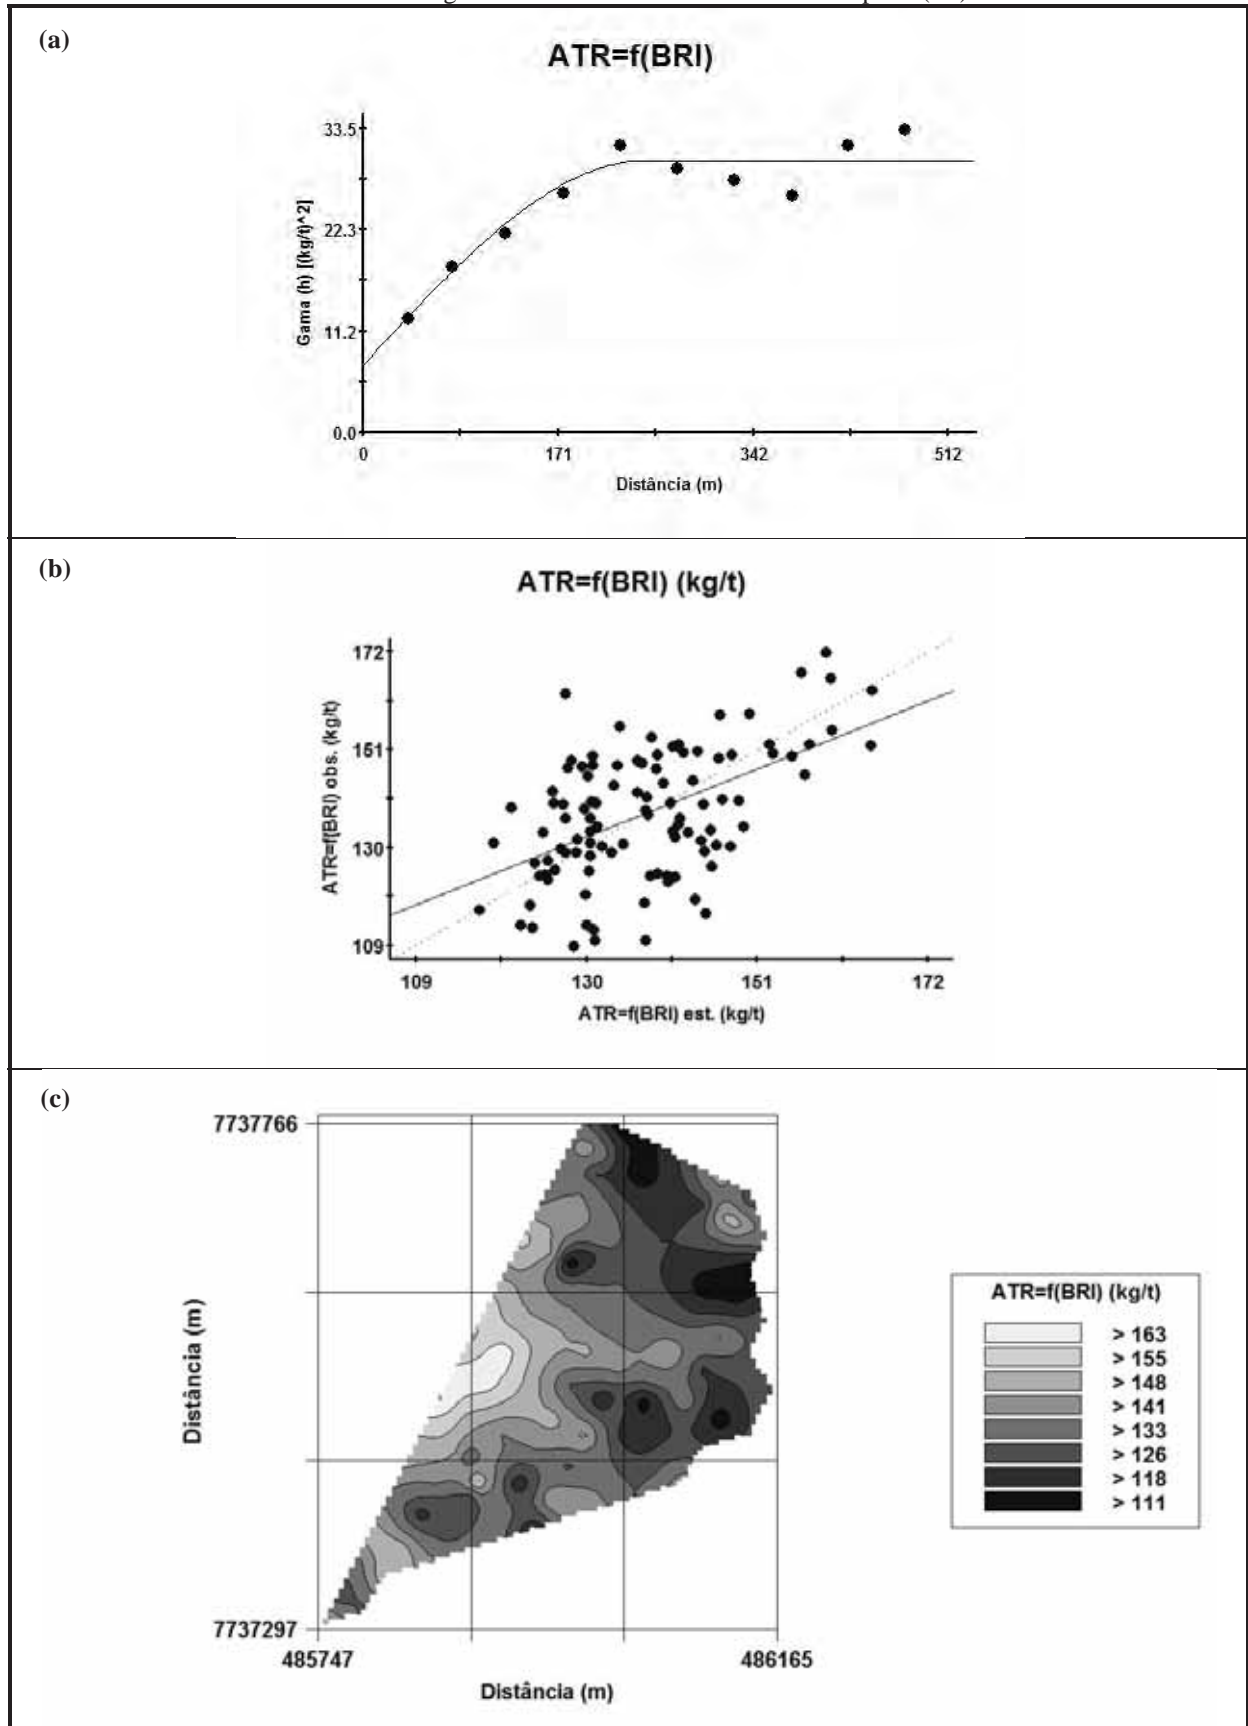 (a)
ATR=f(BRI)
Gama (h) [(kg/t)^2]
33.5
22.3
11.2
0.0
0 171 342 512
Distância (m)
(b)
ATR=f(BRI) (kg/t)
ATR=f(BRI) obs. (kg/t)
172
151
130
109
109 130 151 172
ATR=f(BRI) est. (kg/t)
(c)
7737766
Distância (m)
7737297
485747 486165
Distância (m)
ATR=f(BRI) (kg/t)
> 163
> 155
> 148
> 141
> 133
> 126
> 118
> 111